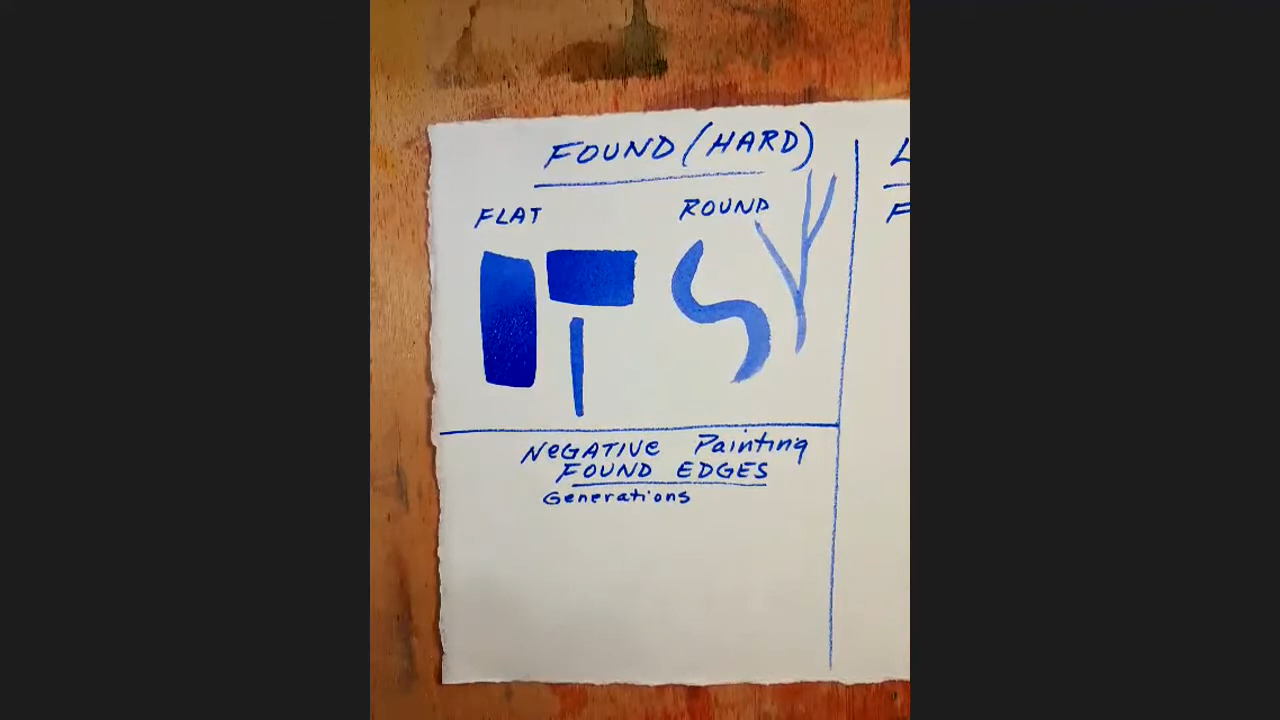 FOUND (HARD)
FLAT
ROUND
NeGATIVe Painting
FOUND EDGES
Generations
L
F